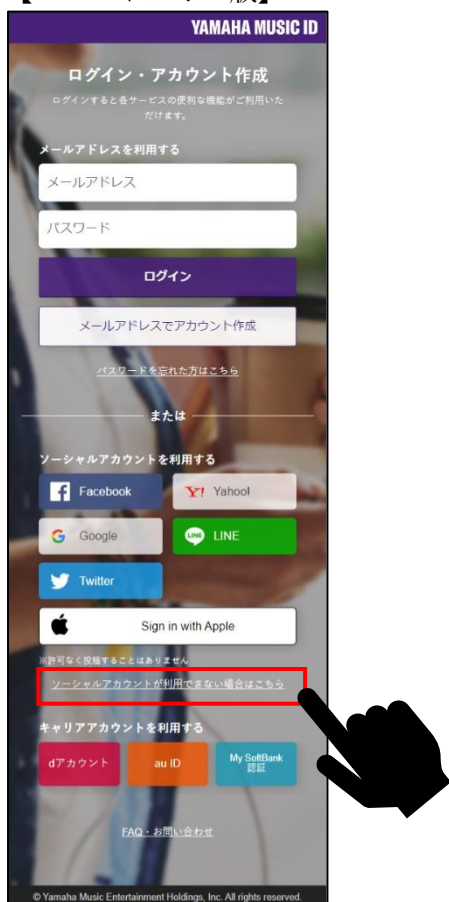 YAMAHA MUSIC ID
ログイン・アカウント作成
ログインすると各サービスの便利な機能がご利用いた
だけます。
メールアドレスを利用する
メールアドレス
パスワード
ログイン
メールアドレスでアカウント作成
パスワードを忘れた方はこちら
または
ソーシャルアカウントを利用する
Facebook
Y! Yahoo!
Google
LINE LINE
Twitter
Sign in with Apple
※許可なく投稿することはありません
ソーシャルアカウントが利用できない場合はこちら
キャリアアカウントを利用する
dアカウント
au ID
My SoftBank
認証
FAQ・お問い合わせ
© Yamaha Music Entertainment Holdings, Inc. All rights reserved.